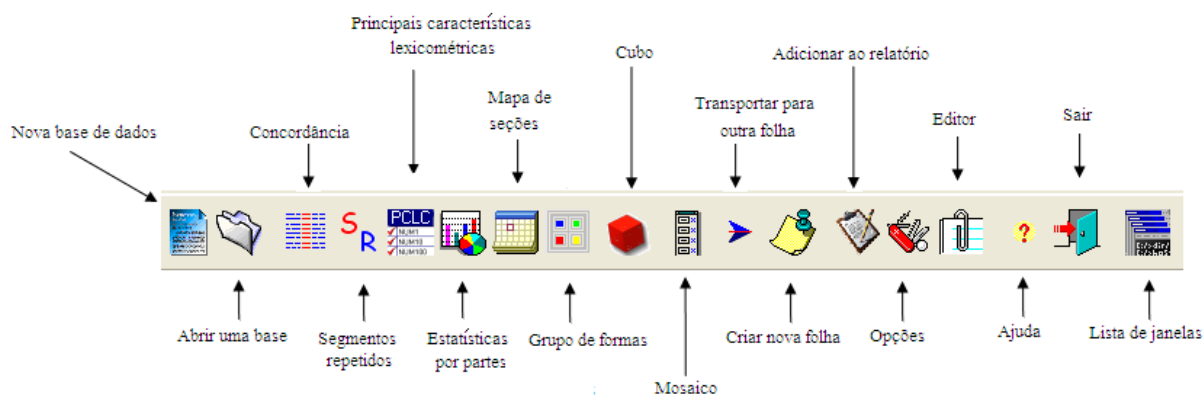 Principais características
lexicométricas
Cubo
Adicionar ao relatório
Mapa de
seções
Transportar para
outra folha
Nova base de dados
Concordância
Editor
Sair
S
R
PCLC
NUM1
NUM10
NUM100
?
Abrir uma base
Segmentos
repetidos
Estatísticas
por partes
Grupo de formas
Mosaico
Criar nova folha
Opções
Ajuda
Lista de janelas